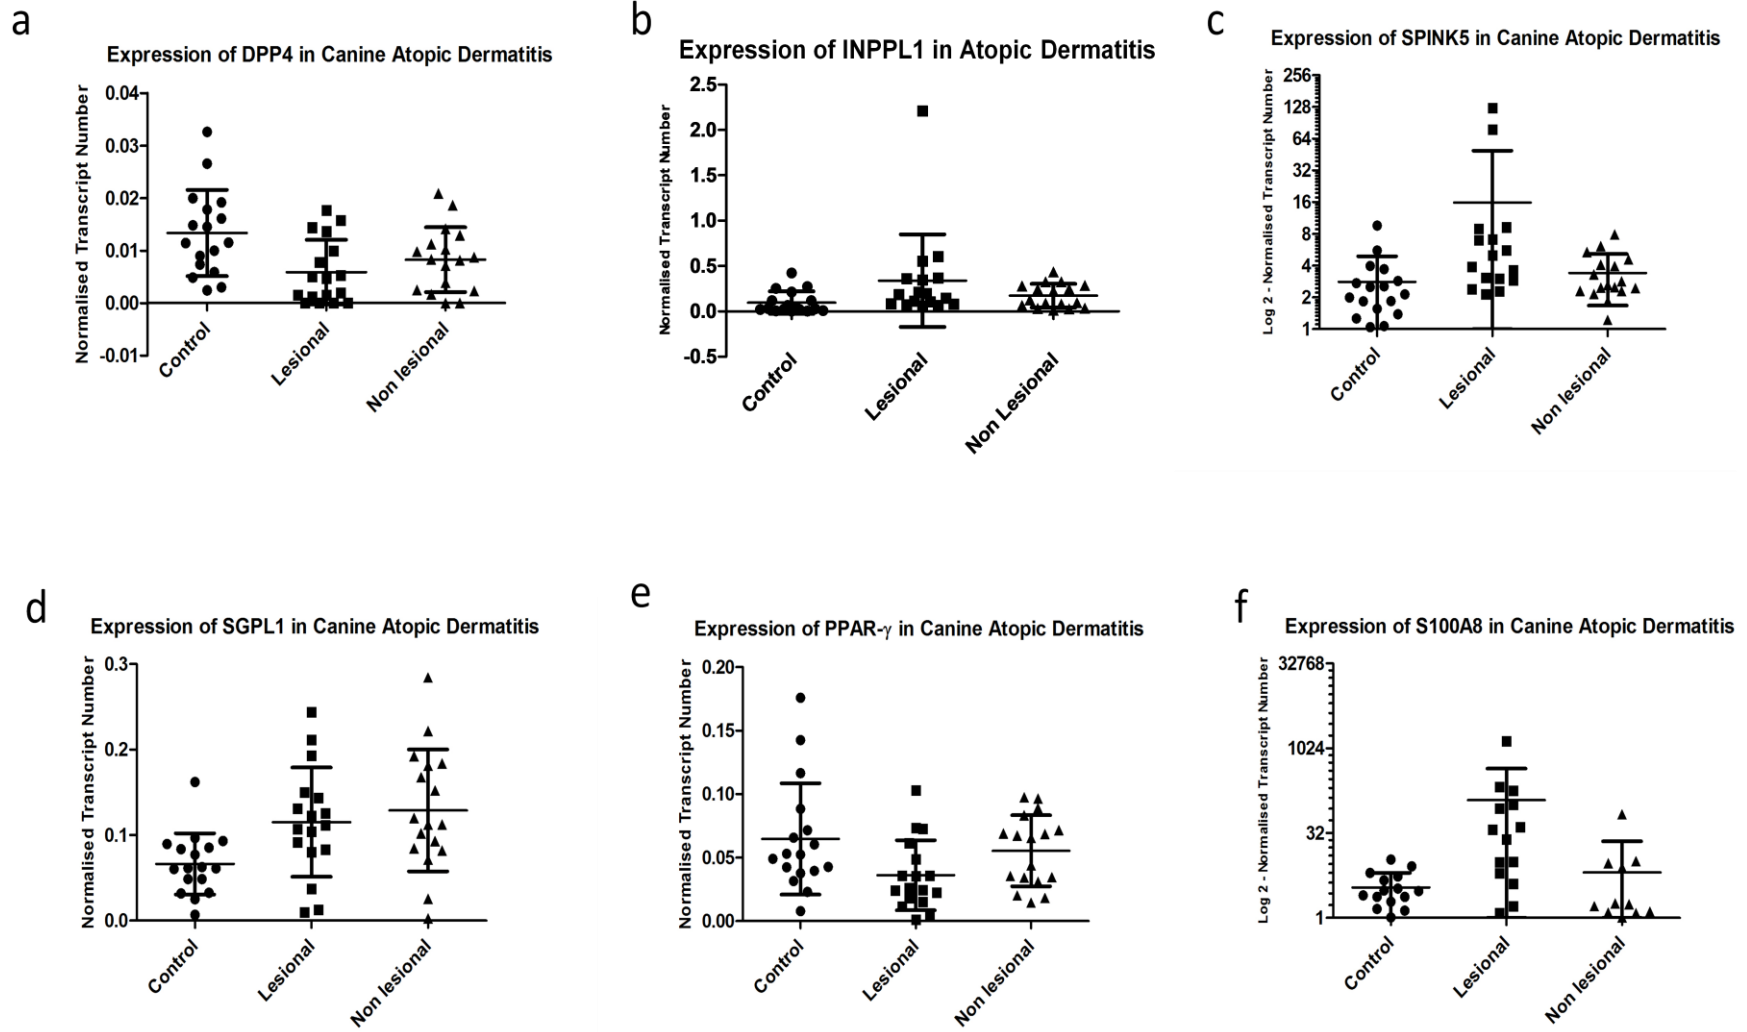 a
Expression of DPP4 in Canine Atopic Dermatitis
Normalised Transcript Number
0.04
0.03
0.02
0.01
0.00
-0.01
Control
Lesional
Non lesional
b
Expression of INPPL1 in Atopic Dermatitis
Normalised Transcript Number
2.5
2.0
1.5
1.0
0.5
0.0
-0.5
Control
Lesional
Non Lesional
c
Expression of SPINK5 in Canine Atopic Dermatitis
Log 2 - Normalised Transcript Number
256
128
64
32
16
8
4
2
1
Control
Lesional
Non lesional
d
Expression of SGPL1 in Canine Atopic Dermatitis
Normalised Transcript Number
0.3
0.2
0.1
0.0
Control
Lesional
Non lesional
e
Expression of PPAR-γ in Canine Atopic Dermatitis
Normalised Transcript Number
0.20
0.15
0.10
0.05
0.00
Control
Lesional
Non lesional
f
Expression of S100A8 in Canine Atopic Dermatitis
Log 2 - Normalised Transcript Number
32768
1024
32
1
Control
Lesional
Non lesional